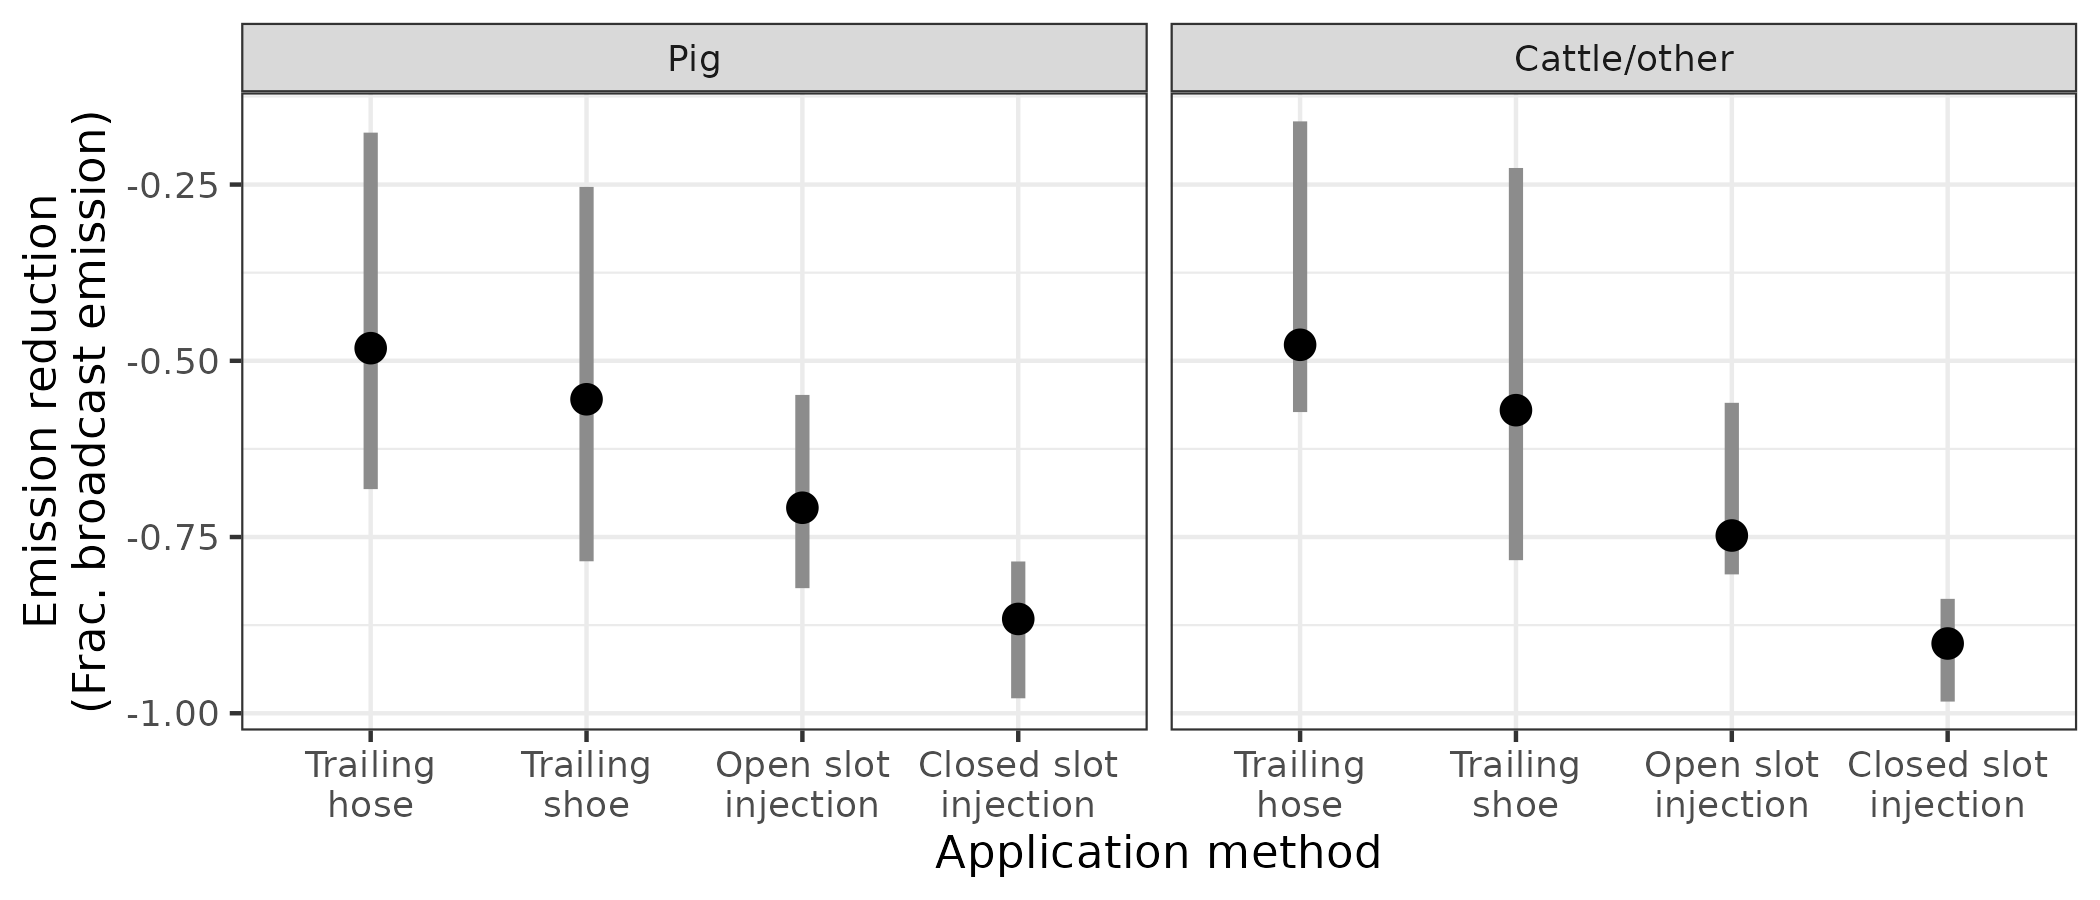 Pig
Cattle/other
Emission reduction
(Frac. broadcast emission)
-0.25
-0.50
-0.75
-1.00
Trailing
hose
Trailing
shoe
Open slot
injection
Closed slot
injection
Trailing
hose
Trailing
shoe
Open slot
injection
Closed slot
injection
Application method